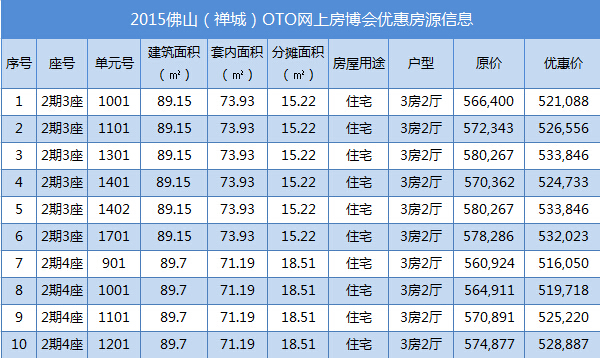 2015佛山（禅城）OTO网上房博会优惠房源信息
序号 座号 单元号 建筑面积（㎡） 套内面积（㎡） 分摊面积（㎡） 房屋用途 户型 原价 优惠价
1 2期3座 1001 89.15 73.93 15.22 住宅 3房2厅 566,400 521,088
2 2期3座 1101 89.15 73.93 15.22 住宅 3房2厅 572,343 526,556
3 2期3座 1301 89.15 73.93 15.22 住宅 3房2厅 580,267 533,846
4 2期3座 1401 89.15 73.93 15.22 住宅 3房2厅 570,362 524,733
5 2期3座 1402 89.15 73.93 15.22 住宅 3房2厅 580,267 533,846
6 2期3座 1701 89.15 73.93 15.22 住宅 3房2厅 578,286 532,023
7 2期4座 901 89.7 71.19 18.51 住宅 3房2厅 560,924 516,050
8 2期4座 1001 89.7 71.19 18.51 住宅 3房2厅 564,911 519,718
9 2期4座 1101 89.7 71.19 18.51 住宅 3房2厅 570,891 525,220
10 2期4座 1201 89.7 71.19 18.51 住宅 3房2厅 574,877 528,887